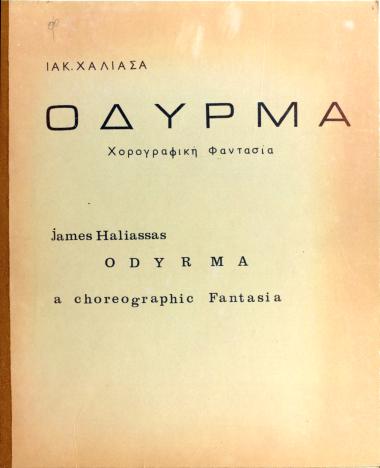 ΙΑΚ. ΧΑΛΙΑΣΑ
ΟΔΥΡΜΑ
Χορογραφική Φαντασία
james Haliassas
ODYRMA
a choreographic Fantasia